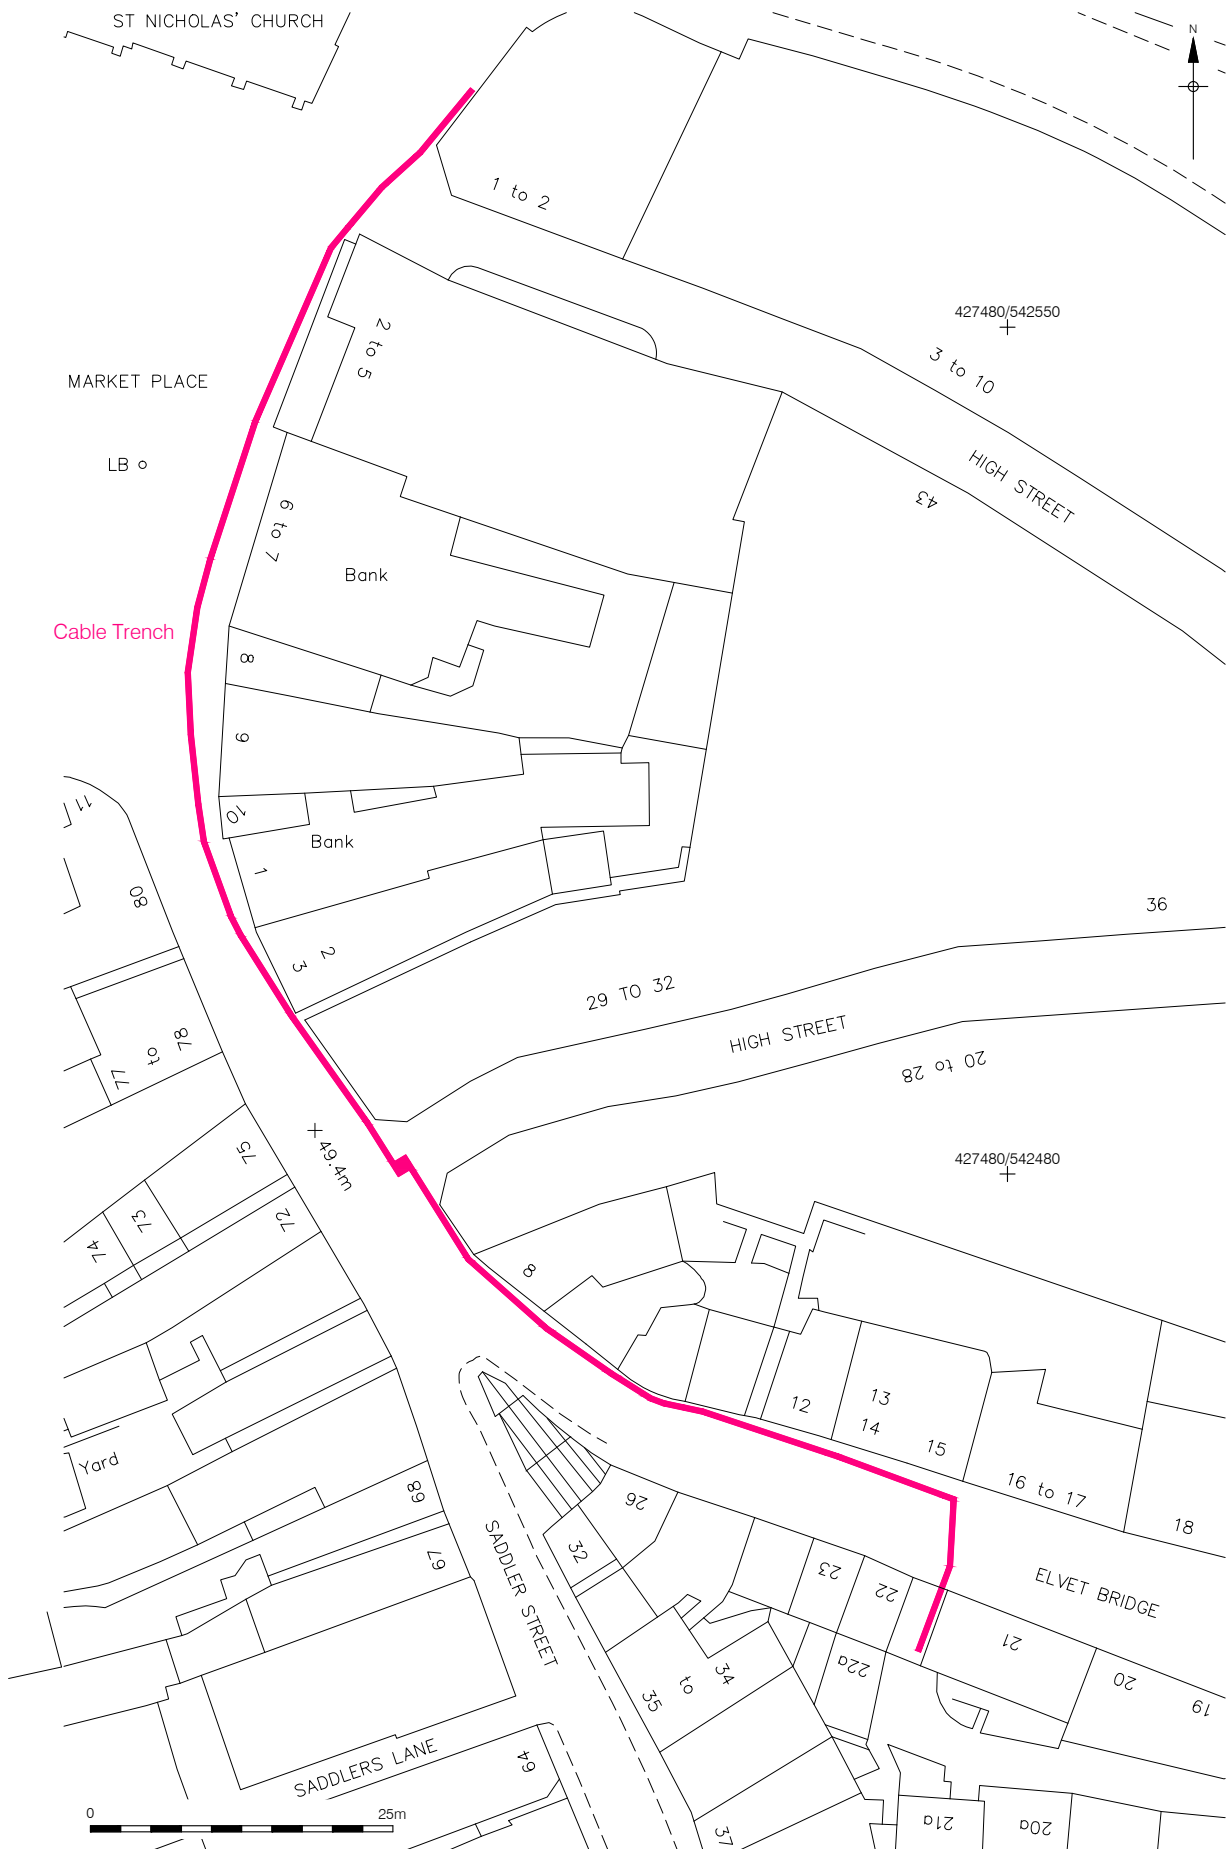 ST NICHOLAS' CHURCH
N
1 to 2
427480/542550
2 to 5
3 to 10
MARKET PLACE
LB
HIGH STREET
43
6 to 7
Bank
Cable Trench
8
9
11
10
Bank
1
80
36
2
3
29 TO 32
HIGH STREET
78
to
77
20 to 28
49.4m
75
427480/542480
73
72
74
8
12
13
14
15
Yard
16 to 17
68
26
18
67
32
SADDLER STREET
23
22
ELVET BRIDGE
21
22a
34
to
35
20
19
SADDLERS LANE
64
0
25m
21a
20a
37